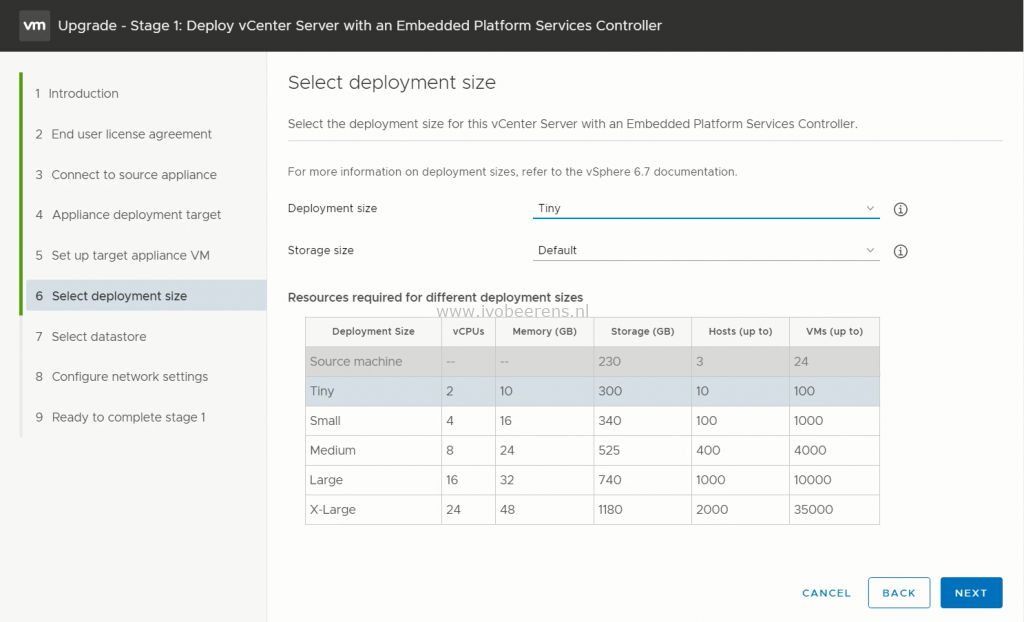 vm Upgrade - Stage 1: Deploy vCenter Server with an Embedded Platform Services Controller
1 Introduction
2 End user license agreement
3 Connect to source appliance
4 Appliance deployment target
5 Set up target appliance VM
6 Select deployment size
7 Select datastore
8 Configure network settings
9 Ready to complete stage 1
Select deployment size
Select the deployment size for this vCenter Server with an Embedded Platform Services Controller.
For more information on deployment sizes, refer to the vSphere 6.7 documentation.
Deployment size Tiny
Storage size Default
Resources required for different deployment sizes
www.ivobeerens.nl
Deployment Size vCPUs Memory (GB) Storage (GB) Hosts (up to) VMs (up to)
Source machine -- -- 230 3 24
Tiny 2 10 300 10 100
Small 4 16 340 100 1000
Medium 8 24 525 400 4000
Large 16 32 740 1000 10000
X-Large 24 48 1180 2000 35000
CANCEL BACK NEXT